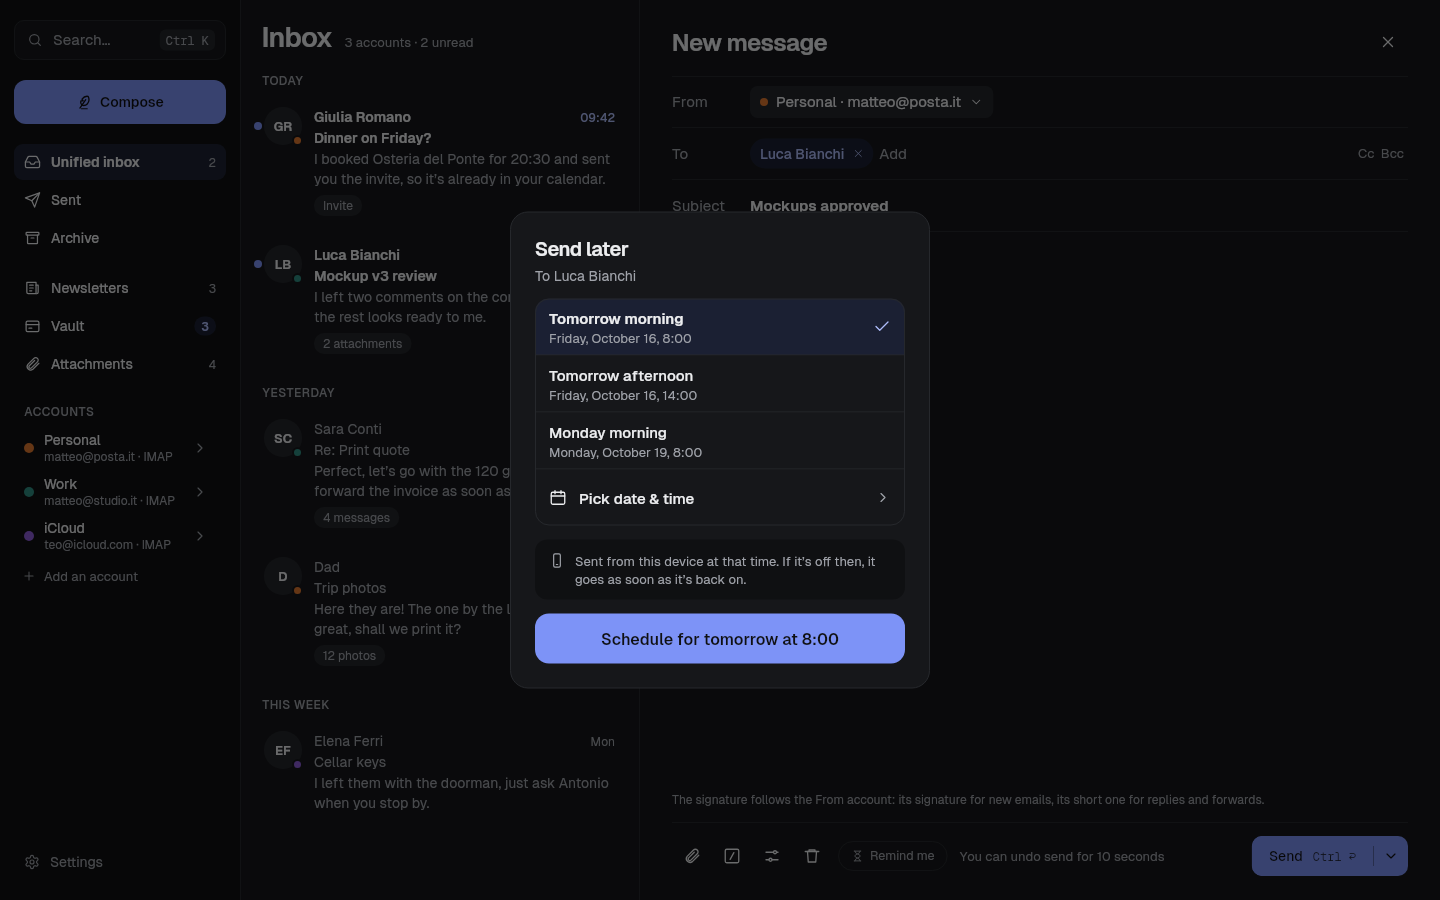 Search...
Ctrl K
Compose
Unified inbox
2
Sent
Archive
Newsletters
3
Vault
3
Attachments
4
ACCOUNTS
Personal
matteo@posta.it · IMAP
Work
matteo@studio.it · IMAP
iCloud
teo@icloud.com · IMAP
Add an account
Settings
Inbox
3 accounts · 2 unread
TODAY
GR
Giulia Romano
09:42
Dinner on Friday?
I booked Osteria del Ponte for 20:30 and sent
you the invite, so it's already in your calendar.
Invite
LB
Luca Bianchi
Mockup v3 review
I left two comments on the
the rest looks ready to me.
2 attachments
YESTERDAY
SC
Sara Conti
Re: Print quote
Perfect, let's go with the 120
forward the invoice as soon as
4 messages
D
Dad
Trip photos
Here they are! The one by the
great, shall we print it?
12 photos
THIS WEEK
EF
Elena Ferri
Mon
Cellar keys
I left them with the doorman, just ask Antonio
when you stop by.
New message
From
Personal · matteo@posta.it
To
Luca Bianchi
Add
Cc Bcc
Subject
Mockups approved
Send later
To Luca Bianchi
Tomorrow morning
Friday, October 16, 8:00
Tomorrow afternoon
Friday, October 16, 14:00
Monday morning
Monday, October 19, 8:00
Pick date & time
Sent from this device at that time. If it's off then, it
goes as soon as it's back on.
Schedule for tomorrow at 8:00
The signature follows the From account: its signature for new emails, its short one for replies and forwards.
Remind me
You can undo send for 10 seconds
Send
Ctrl